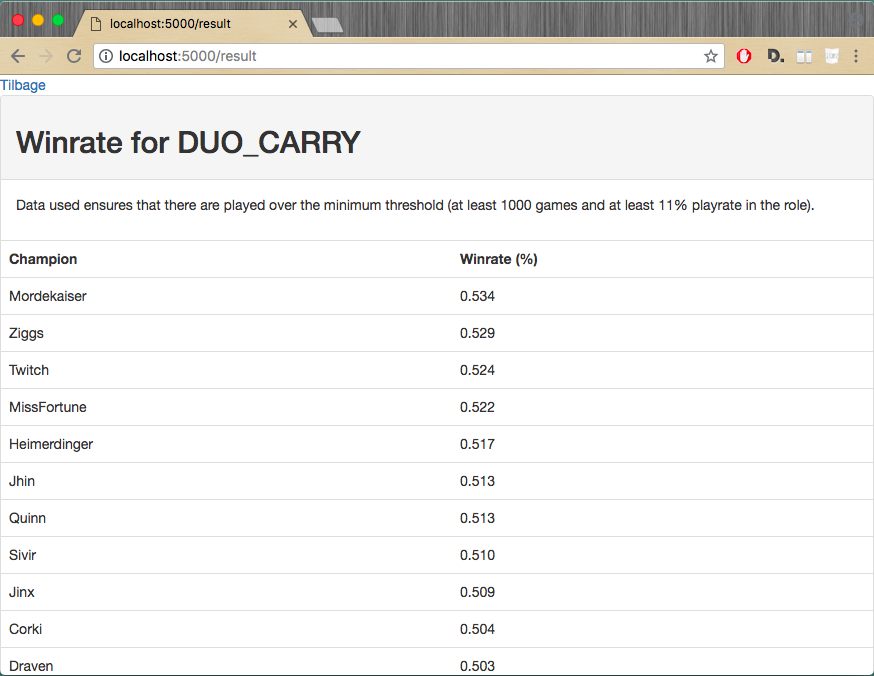 localhost:5000/result
localhost:5000/result
D.
Tilbage
Winrate for DUO_CARRY
Data used ensures that there are played over the minimum threshold (at least 1000 games and at least 11% playrate in the role).
Champion Winrate (%)
Mordekaiser 0.534
Ziggs 0.529
Twitch 0.524
MissFortune 0.522
Heimerdinger 0.517
Jhin 0.513
Quinn 0.513
Sivir 0.510
Jinx 0.509
Corki 0.504
Draven 0.503